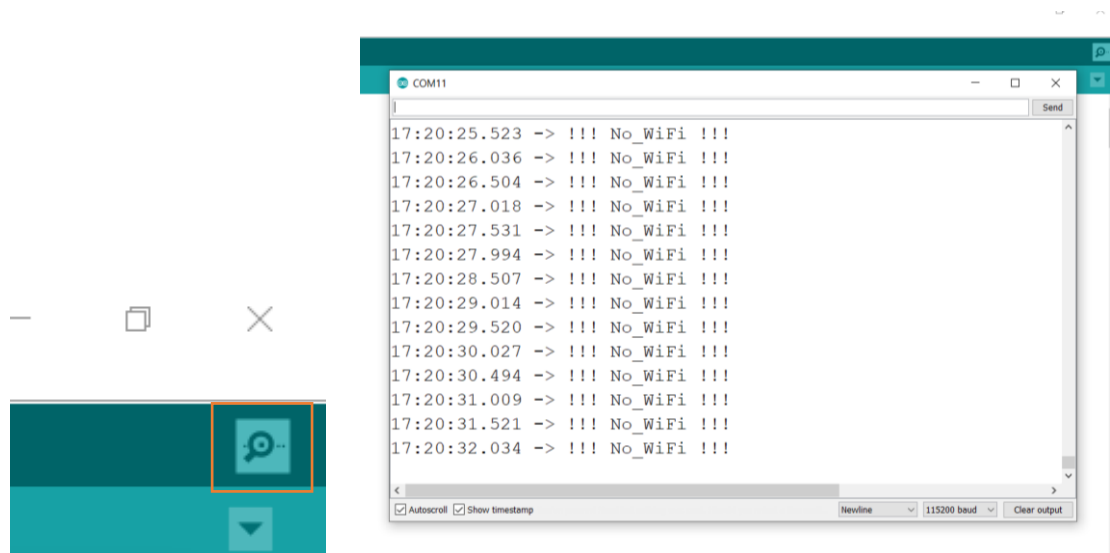 COM11
Send
17:20:25.523 -> !!! No_WiFi !!!
17:20:26.036 -> !!! No_WiFi !!!
17:20:26.504 -> !!! No_WiFi !!!
17:20:27.018 -> !!! No_WiFi !!!
17:20:27.531 -> !!! No_WiFi !!!
17:20:27.994 -> !!! No_WiFi !!!
17:20:28.507 -> !!! No_WiFi !!!
17:20:29.014 -> !!! No_WiFi !!!
17:20:29.520 -> !!! No_WiFi !!!
17:20:30.027 -> !!! No_WiFi !!!
17:20:30.494 -> !!! No_WiFi !!!
17:20:31.009 -> !!! No_WiFi !!!
17:20:31.521 -> !!! No_WiFi !!!
17:20:32.034 -> !!! No_WiFi !!!
Autoscroll Show timestamp Newline 115200 baud Clear output